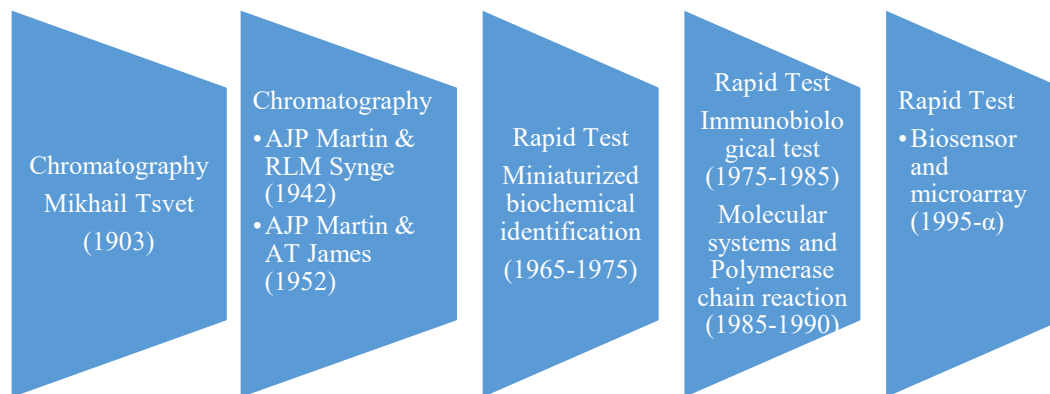 Chromatography
Mikhail Tsvet
(1903)
Chromatography
•AJP Martin &
RLM Synge
(1942)
•AJP Martin &
AT James
(1952)
Rapid Test
Miniaturized
biochemical
identification
(1965-1975)
Rapid Test
Immunobiolo
gical test
(1975-1985)
Molecular
systems and
Polymerase
chain reaction
(1985-1990)
Rapid Test
•Biosensor
and
microarray
(1995-α)